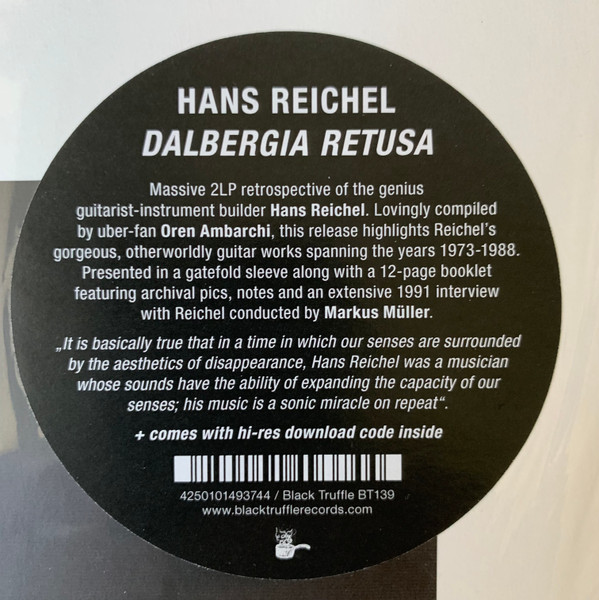 HANS REICHEL
DALBERGIA RETUSA
Massive 2LP retrospective of the genius
guitarist-instrument builder Hans Reichel. Lovingly compiled
by uber-fan Oren Ambarchi, this release highlights Reichel's
gorgeous, otherworldly guitar works spanning the years 1973-1988.
Presented in a gatefold sleeve along with a 12-page booklet
featuring archival pics, notes and an extensive 1991 interview
with Reichel conducted by Markus Müller.
„It is basically true that in a time in which our senses are surrounded
by the aesthetics of disappearance, Hans Reichel was a musician
whose sounds have the ability of expanding the capacity of our
senses; his music is a sonic miracle on repeat“.
+ comes with hi-res download code inside
4250101493744 / Black Truffle BT139
www.blacktrufflerecords.com